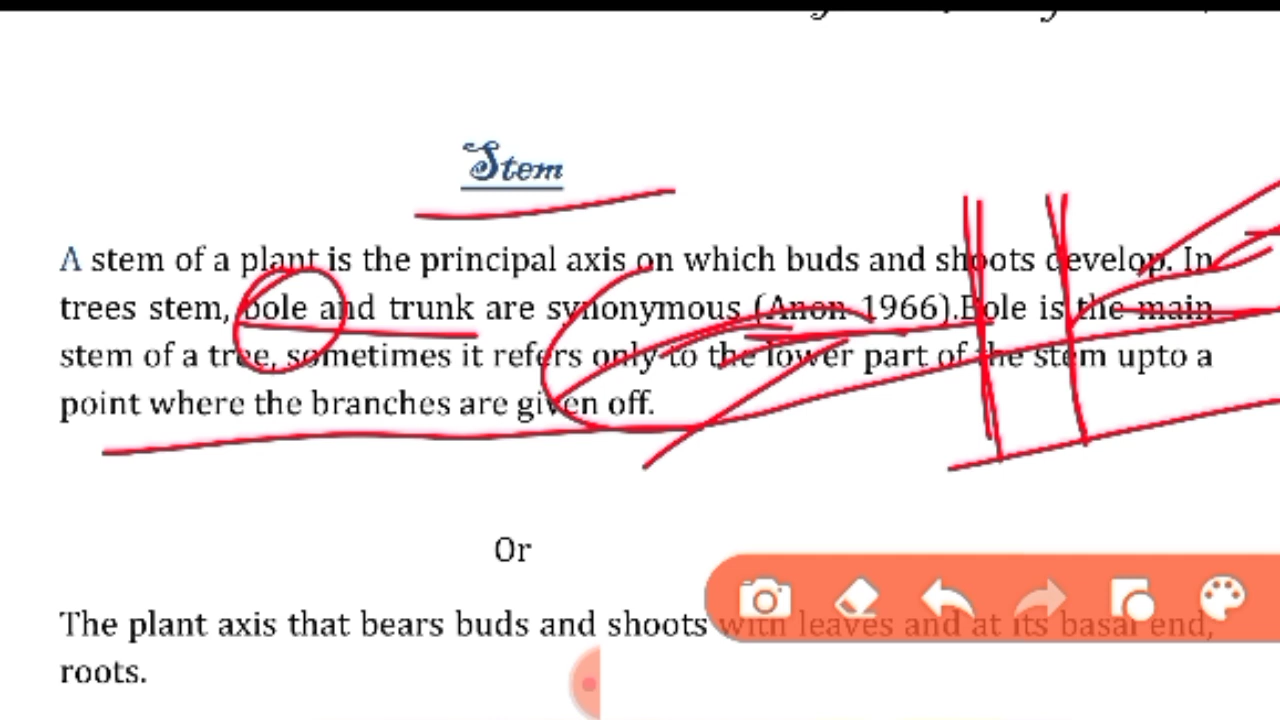 Stem
A stem of a plant is the principal axis on which buds and shoots develop. In
trees stem, bole and trunk are synonymous (Anon 1966).Bole is the main
stem of a tree, sometimes it refers only to the lower part of the stem upto a
point where the branches are given off.
Or
The plant axis that bears buds and shoots with leaves and at its basal end,
roots.